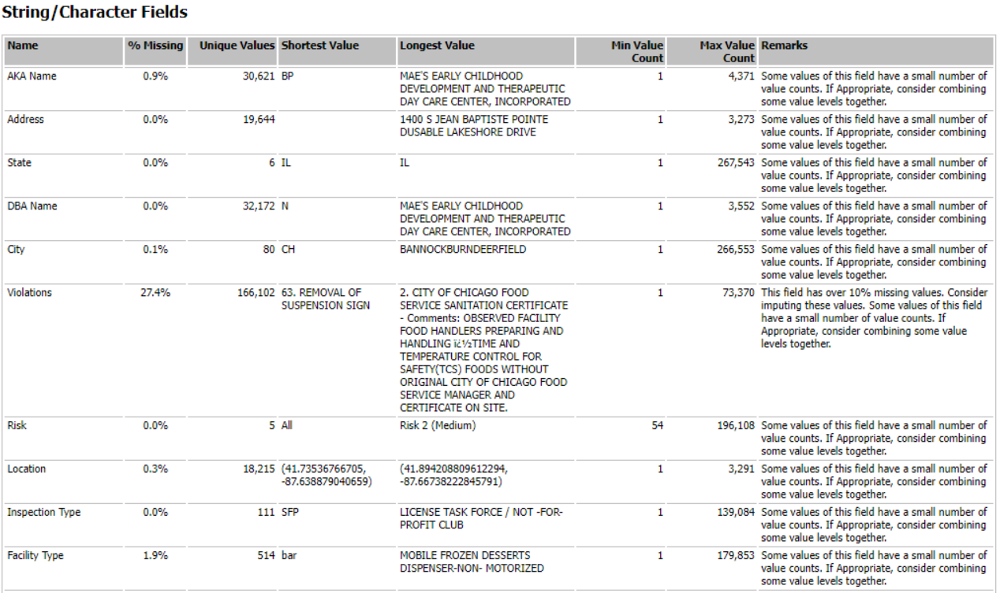 String/Character Fields
Name % Missing Unique Values Shortest Value Longest Value Min Value Count Max Value Count Remarks
AKA Name 0.9% 30,621 BP MAE'S EARLY CHILDHOOD 1 4,371 Some values of this field have a small number of
DEVELOPMENT AND THERAPEUTIC value counts. If Appropriate, consider combining
DAY CARE CENTER, INCORPORATED some value levels together.
Address 0.0% 19,644 1400 S JEAN BAPTISTE POINTE 1 3,273 Some values of this field have a small number of
DUSABLE LAKESHORE DRIVE value counts. If Appropriate, consider combining
some value levels together.
State 0.0% 6 IL IL 1 267,543 Some values of this field have a small number of
value counts. If Appropriate, consider combining
some value levels together.
DBA Name 0.0% 32,172 N MAE'S EARLY CHILDHOOD 1 3,552 Some values of this field have a small number of
DEVELOPMENT AND THERAPEUTIC value counts. If Appropriate, consider combining
DAY CARE CENTER, INCORPORATED some value levels together.
City 0.1% 80 CH BANNOCKBURNDEERFIELD 1 266,553 Some values of this field have a small number of
value counts. If Appropriate, consider combining
some value levels together.
Violations 27.4% 166,102 63. REMOVAL OF 2. CITY OF CHICAGO FOOD 1 73,370 This field has over 10% missing values. Consider
SUSPENSION SIGN SERVICE SANITATION CERTIFICATE imputing these values. Some values of this field
- Comments: OBSERVED FACILITY have a small number of value counts. If
FOOD HANDLERS PREPARING AND Appropriate, consider combining some value
HANDLING ï¿½TIME AND levels together.
TEMPERATURE CONTROL FOR
SAFETY(TCS) FOODS WITHOUT
ORIGINAL CITY OF CHICAGO FOOD
SERVICE MANAGER AND
CERTIFICATE ON SITE.
Risk 0.0% 5 All Risk 2 (Medium) 54 196,108 Some values of this field have a small number of
value counts. If Appropriate, consider combining
some value levels together.
Location 0.3% 18,215 (41.73536766705, (41.894208809612294, 1 3,291 Some values of this field have a small number of
-87.638879040659) -87.66738222845791) value counts. If Appropriate, consider combining
some value levels together.
Inspection Type 0.0% 111 SFP LICENSE TASK FORCE / NOT -FOR- 1 139,084 Some values of this field have a small number of
PROFIT CLUB value counts. If Appropriate, consider combining
some value levels together.
Facility Type 1.9% 514 bar MOBILE FROZEN DESSERTS 1 179,853 Some values of this field have a small number of
DISPENSER-NON- MOTORIZED value counts. If Appropriate, consider combining
some value levels together.